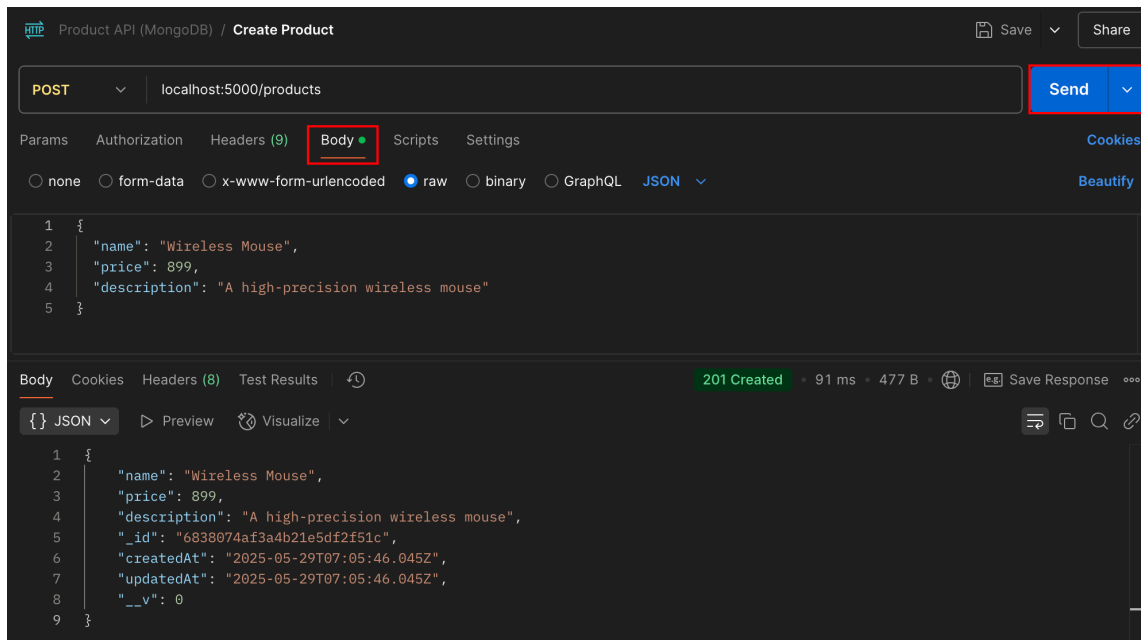 HTTP Product API (MongoDB) / Create Product Save Share
POST localhost:5000/products Send
Params Authorization Headers (9) Body Scripts Settings Cookies
none form-data x-www-form-urlencoded raw binary GraphQL JSON Beautify
1 {
2 "name": "Wireless Mouse",
3 "price": 899,
4 "description": "A high-precision wireless mouse"
5 }
Body Cookies Headers (8) Test Results 201 Created • 91 ms • 477 B • e.g. Save Response
{} JSON Preview Visualize
1 {
2 "name": "Wireless Mouse",
3 "price": 899,
4 "description": "A high-precision wireless mouse",
5 "_id": "6838074af3a4b21e5df2f51c",
6 "createdAt": "2025-05-29T07:05:46.045Z",
7 "updatedAt": "2025-05-29T07:05:46.045Z",
8 "__v": 0
9 }